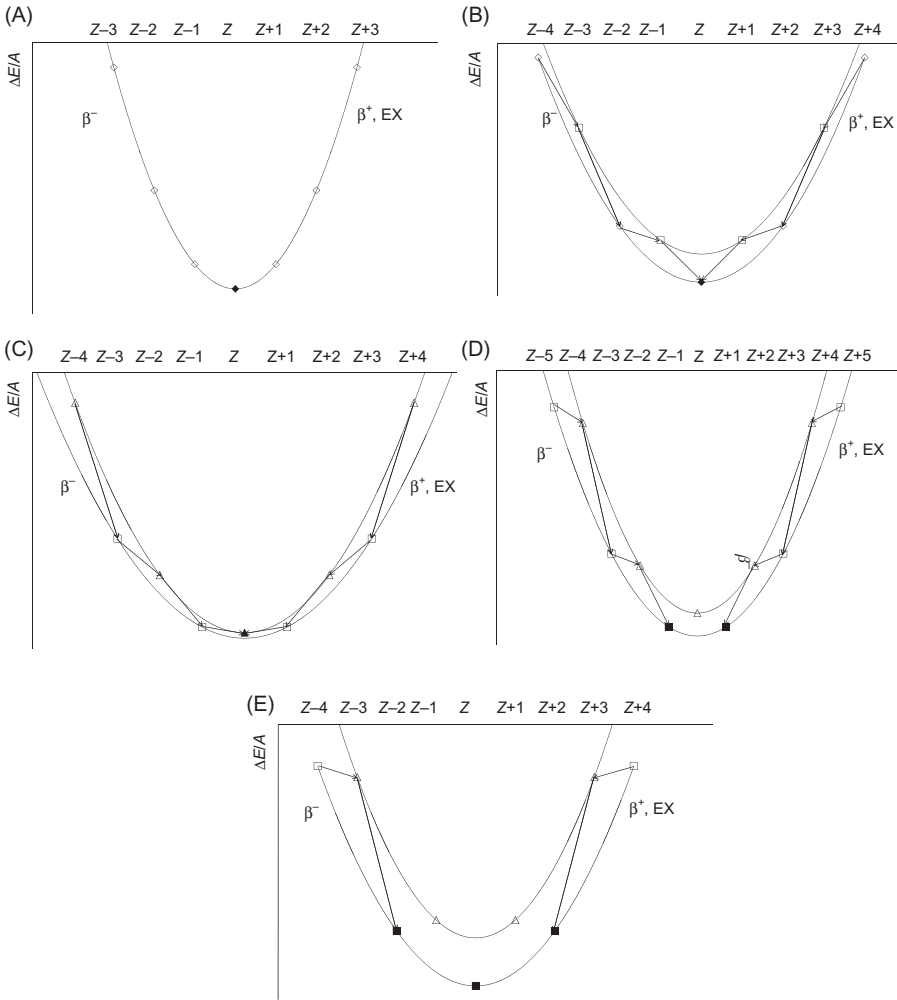 (A)
Z–3 Z–2 Z–1 Z Z+1 Z+2 Z+3
ΔE/A
β⁻
β⁺, EX
(B)
Z–4 Z–3 Z–2 Z–1 Z Z+1 Z+2 Z+3 Z+4
ΔE/A
β⁻
β⁺, EX
(C)
Z–4 Z–3 Z–2 Z–1 Z Z+1 Z+2 Z+3 Z+4
ΔE/A
β⁻
β⁺, EX
(D)
Z–5 Z–4 Z–3 Z–2 Z–1 Z Z+1 Z+2 Z+3 Z+4 Z+5
ΔE/A
β⁻
β⁺, EX
β⁻
(E)
Z–4 Z–3 Z–2 Z–1 Z Z+1 Z+2 Z+3 Z+4
ΔE/A
β⁻
β⁺, EX